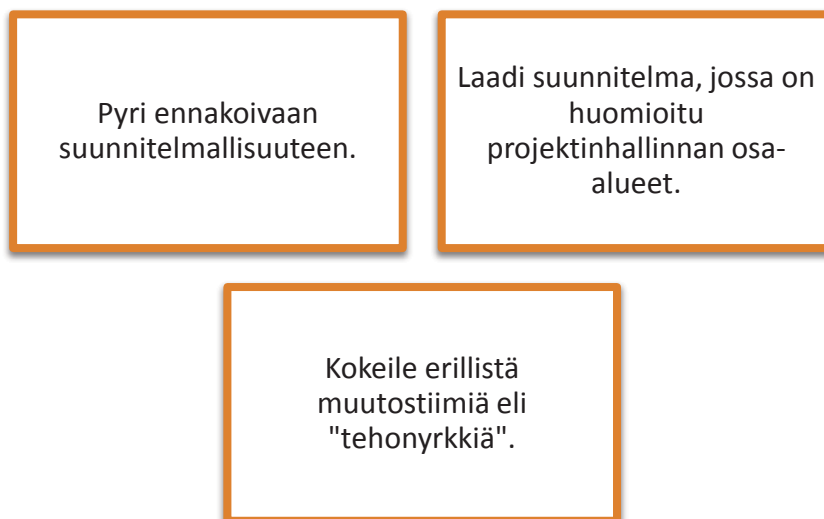 Pyri ennakoivaan
suunnitelmallisuuteen.
Laadi suunnitelma, jossa on
huomioitu
projektinhallinnan osa-
alueet.
Kokeile erillistä
muutostiimiä eli
"tehonyrkkiä".